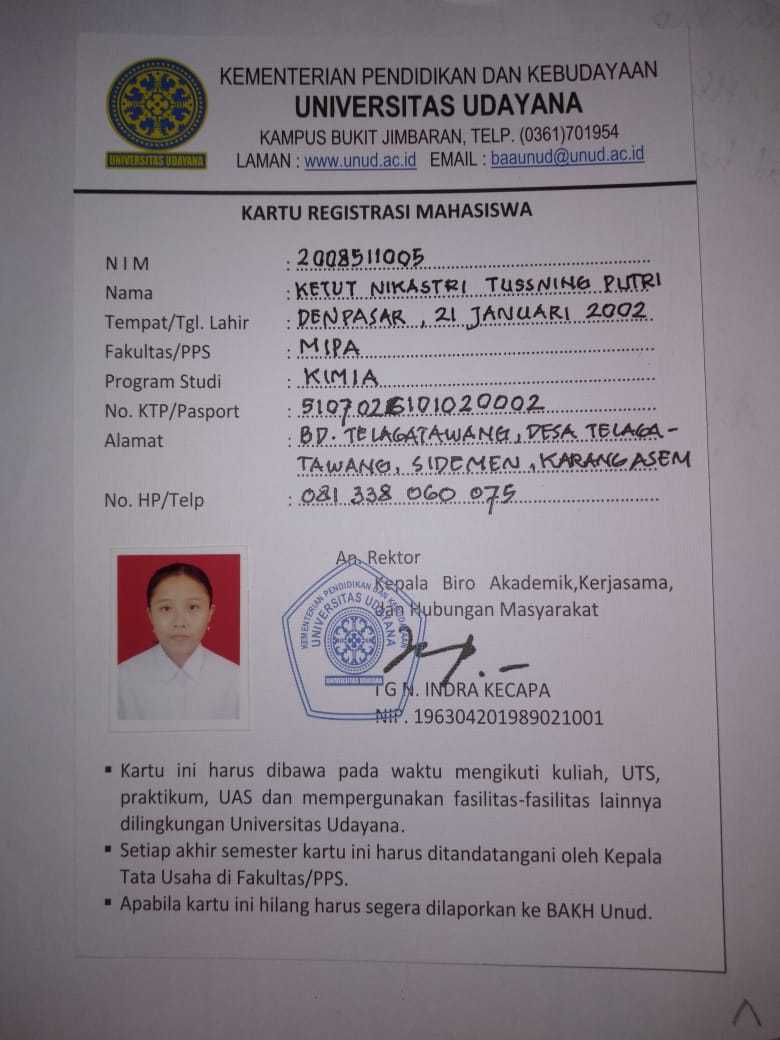 KEMENTERIAN PENDIDIKAN DAN KEBUDAYAAN
UNIVERSITAS UDAYANA
KAMPUS BUKIT JIMBARAN, TELP. (0361)701954
LAMAN : www.unud.ac.id EMAIL : baaunud@unud.ac.id
UNIVERSITAS UDAYANA
KARTU REGISTRASI MAHASISWA
N I M : 2008511005
Nama : KETUT NIKASTRI TUSSNING PUTRI
Tempat/Tgl. Lahir : DENPASAR, 21 JANUARI 2002
Fakultas/PPS : MIPA
Program Studi : KIMIA
No. KTP/Pasport : 5107026101020002
Alamat : BD. TELAGATAWANG, DESA TELAGA-
TAWANG, SIDEMEN, KARANGASEM
No. HP/Telp : 081 338 060 075
An. Rektor
Kepala Biro Akademik,Kerjasama,
dan Hubungan Masyarakat
KEMENTERIAN PENDIDIKAN DAN KEBUDAYAAN
UNIVERSITAS UDAYANA
UNIVERSITAS UDAYANA
I G N. INDRA KECAPA
NIP. 196304201989021001
▪ Kartu ini harus dibawa pada waktu mengikuti kuliah, UTS,
praktikum, UAS dan mempergunakan fasilitas-fasilitas lainnya
dilingkungan Universitas Udayana.
▪ Setiap akhir semester kartu ini harus ditandatangani oleh Kepala
Tata Usaha di Fakultas/PPS.
▪ Apabila kartu ini hilang harus segera dilaporkan ke BAKH Unud.